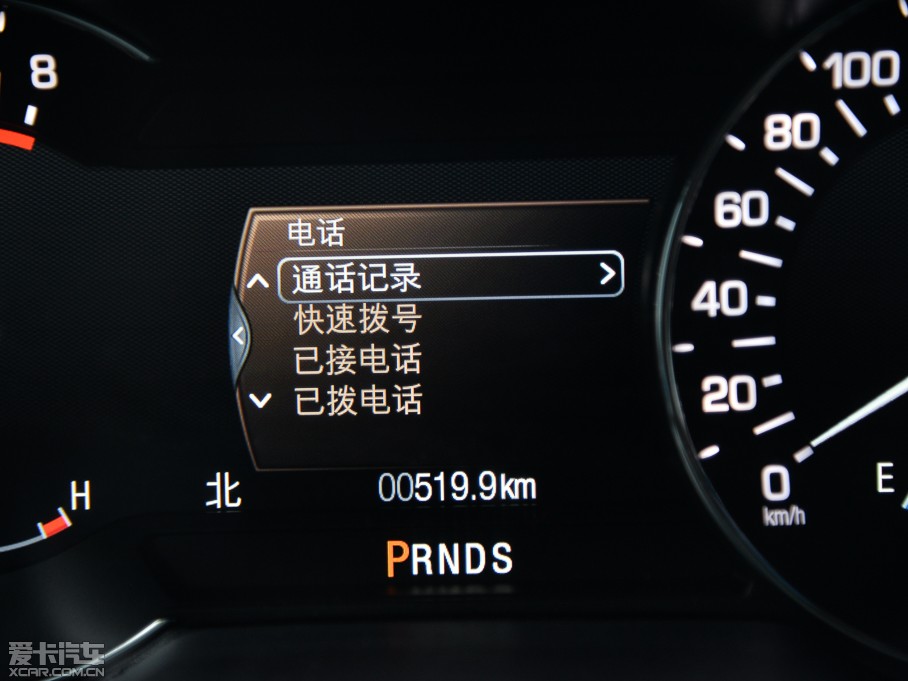 8
电话
通话记录
快速拨号
已接电话
已拨电话
H
北
00519.9km
PRNDS
100
80
60
40
20
0
km/h
E
爱卡汽车
XCAR.COM.CN